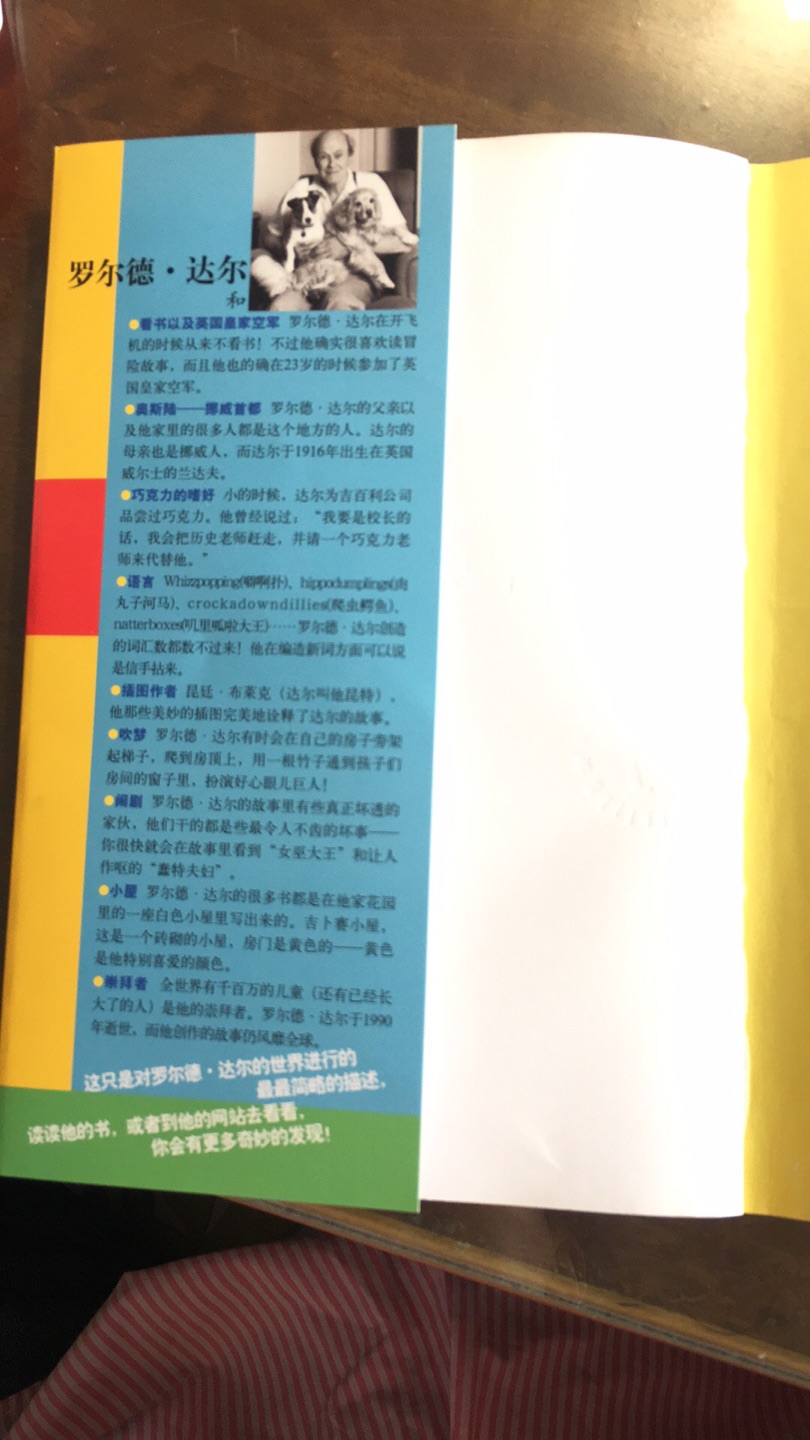 罗尔德·达尔
和
●看书以及英国皇家空军 罗尔德·达尔在开飞
机的时候从来不看书！不过他确实很喜欢读冒
险故事，而且他也的确在23岁的时候参加了英
国皇家空军。
●奥斯陆——挪威首都 罗尔德·达尔的父亲以
及他家里的很多人都是这个地方的人。达尔的
母亲也是挪威人，而达尔于1916年出生在英国
威尔士的兰达夫。
●巧克力的嗜好 小的时候，达尔为吉百利公司
品尝过巧克力。他曾经说过：“我要是校长的
话，我会把历史老师赶走，并请一个巧克力老
师来代替他。”
●语言 Whizzpopping(噼啊扑)、hippodumplings(肉
丸子河马)、crockadowndillies(爬虫鳄鱼)、
natterboxes(叽里呱啦大王)……罗尔德·达尔创造
的词汇数都数不过来！他在编造新词方面可以说
是信手拈来。
●插图作者 昆廷·布莱克（达尔叫他昆特）。
他那些美妙的插图完美地诠释了达尔的故事。
●吹梦 罗尔德·达尔有时会在自己的房子旁架
起梯子，爬到房顶上，用一根竹子通到孩子们
房间的窗子里，扮演好心眼儿巨人！
●闹剧 罗尔德·达尔的故事里有些真正坏透的
家伙，他们干的都是些最令人不齿的坏事——
你很快就会在故事里看到“女巫大王”和让人
作呕的“蠢特夫妇”。
●小屋 罗尔德·达尔的很多书都是在他家花园
里的一座白色小屋里写出来的。吉卜赛小屋，
这是一个砖砌的小屋，房门是黄色的——黄色
是他特别喜爱的颜色。
●崇拜者 全世界有千百万的儿童（还有已经长
大了的人）是他的崇拜者。罗尔德·达尔于1990
年逝世，而他创作的故事仍风靡全球。
这只是对罗尔德·达尔的世界进行的
最最简略的描述，
读读他的书，或者到他的网站去看看，
你会有更多奇妙的发现！